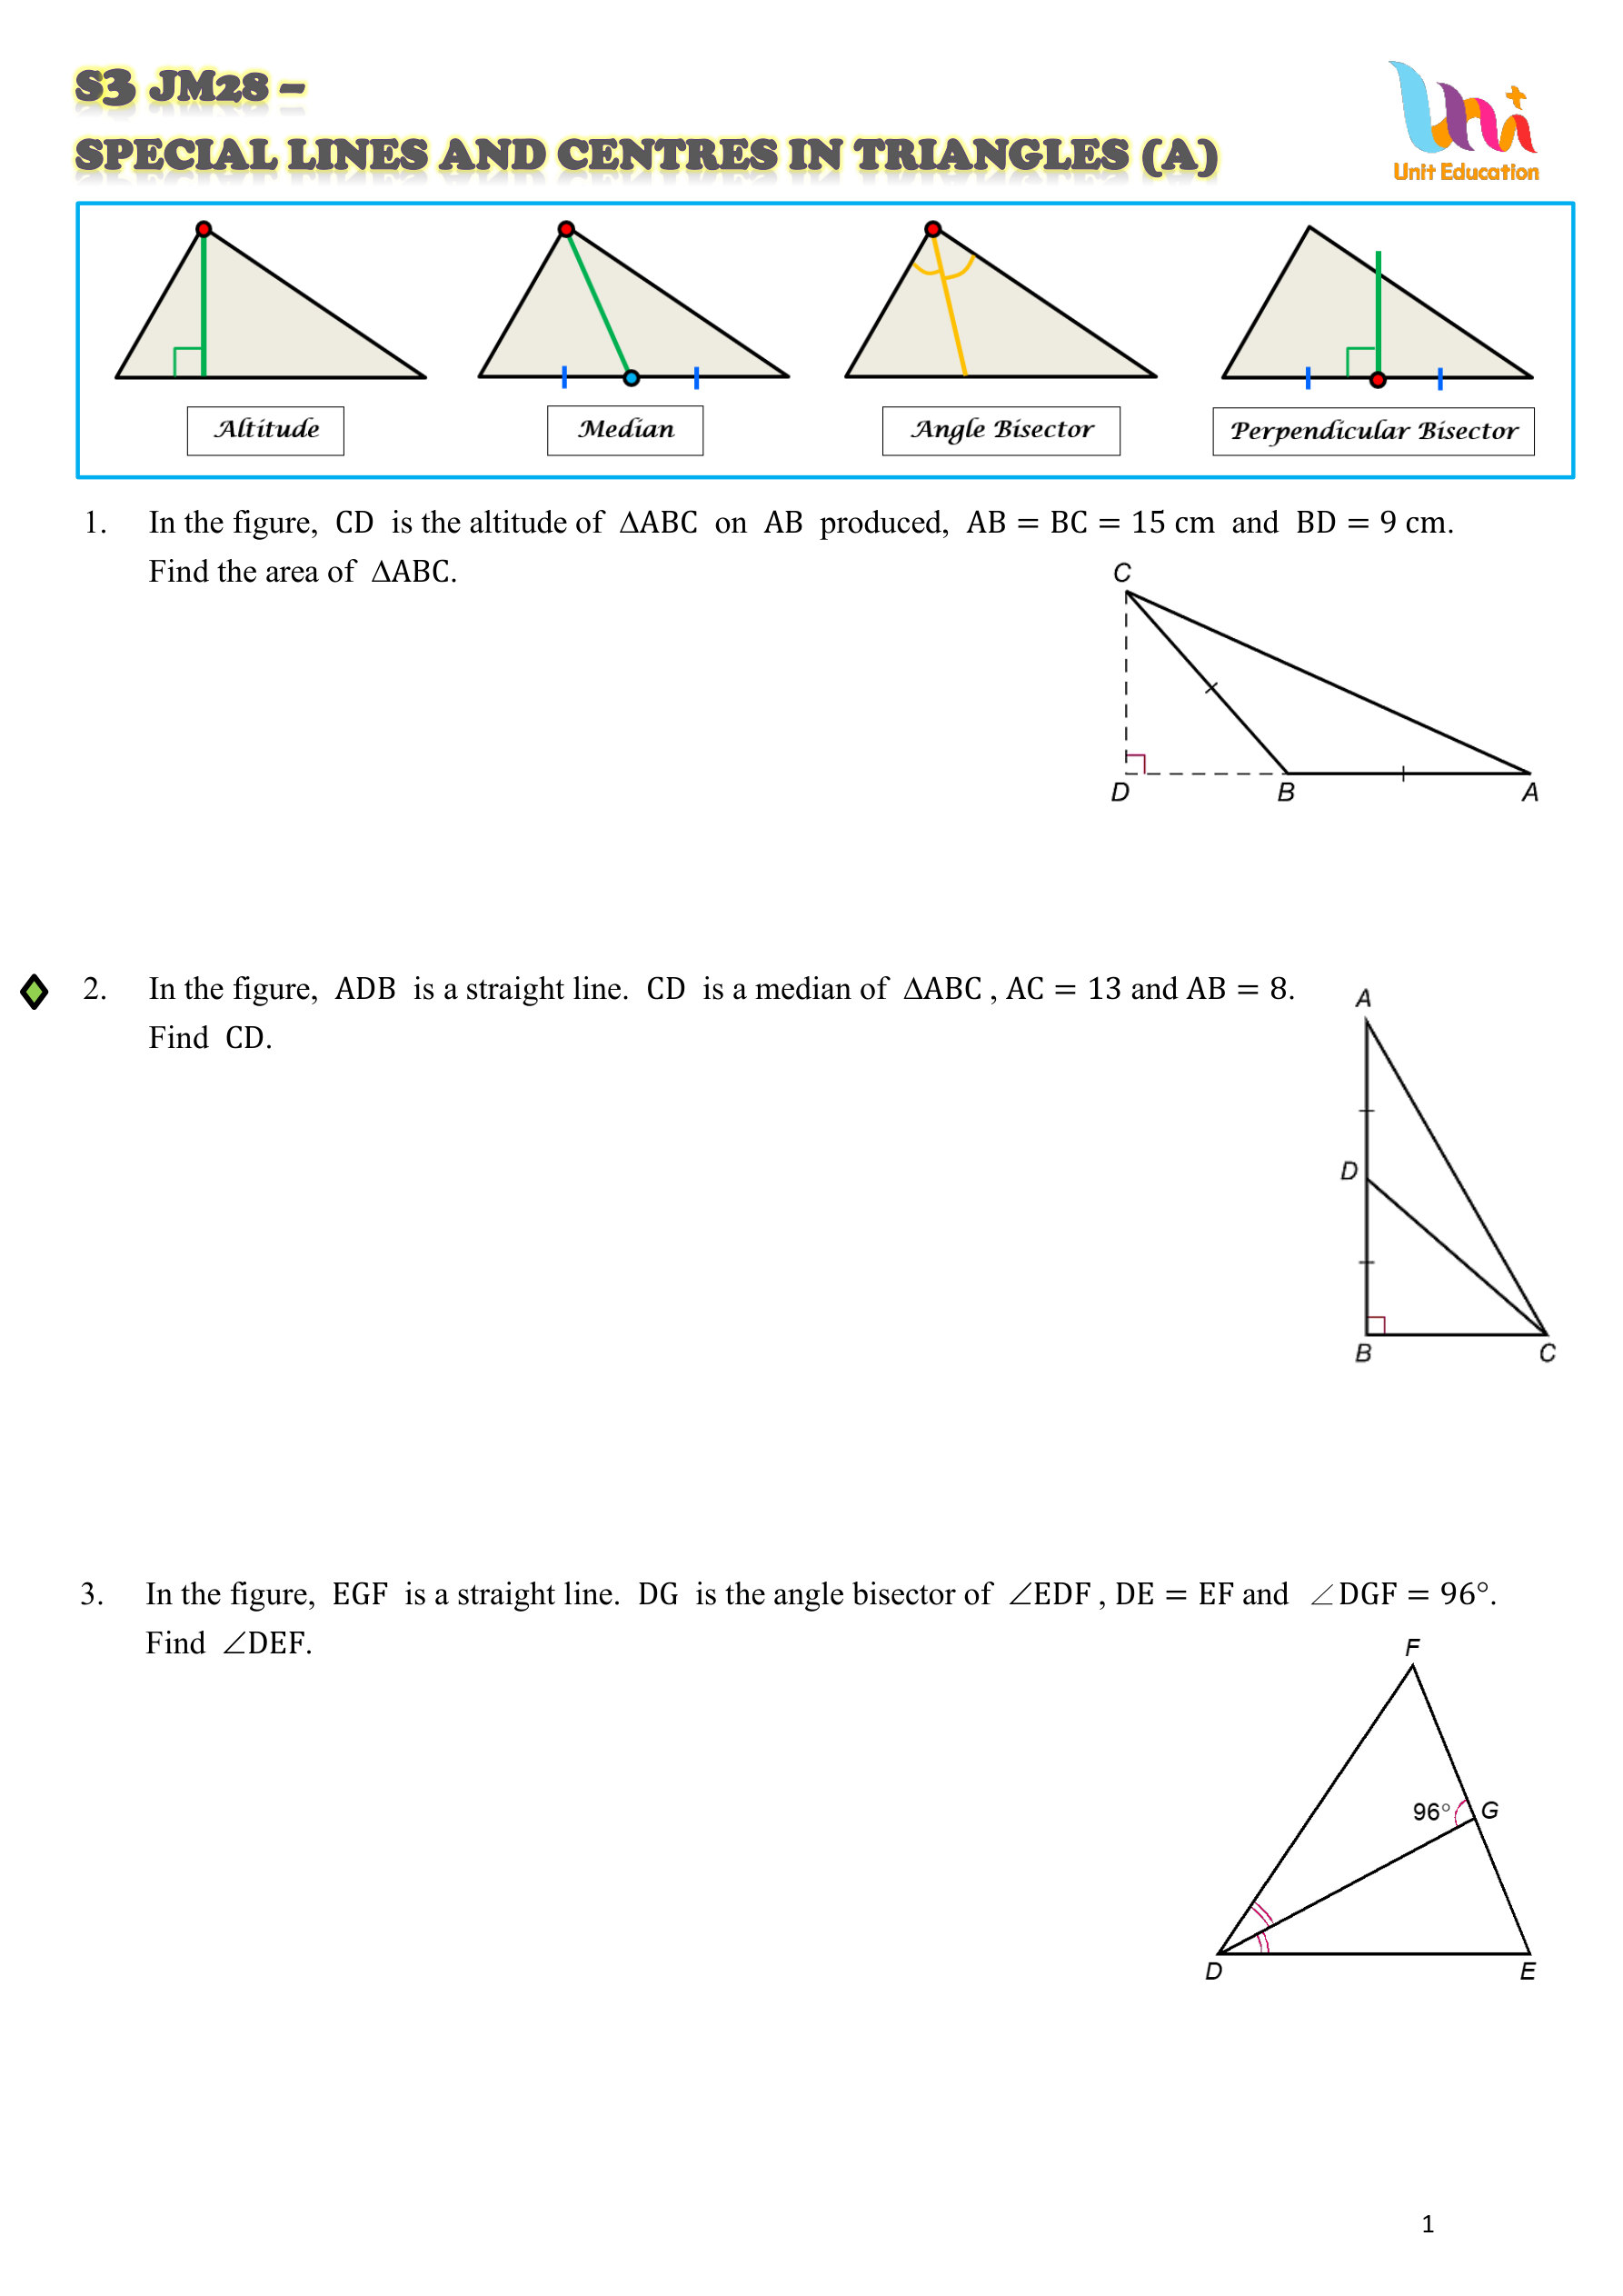 S3 JM28 –
SPECIAL LINES AND CENTRES IN TRIANGLES (A)
Unit Education
Altitude
Median
Angle Bisector
Perpendicular Bisector
1. In the figure, CD is the altitude of ΔABC on AB produced, AB = BC = 15 cm and BD = 9 cm.
Find the area of ΔABC.
C
D
B
A
2. In the figure, ADB is a straight line. CD is a median of ΔABC , AC = 13 and AB = 8.
Find CD.
A
D
B
C
3. In the figure, EGF is a straight line. DG is the angle bisector of ∠EDF , DE = EF and ∠DGF = 96°.
Find ∠DEF.
F
96°
G
D
E
1